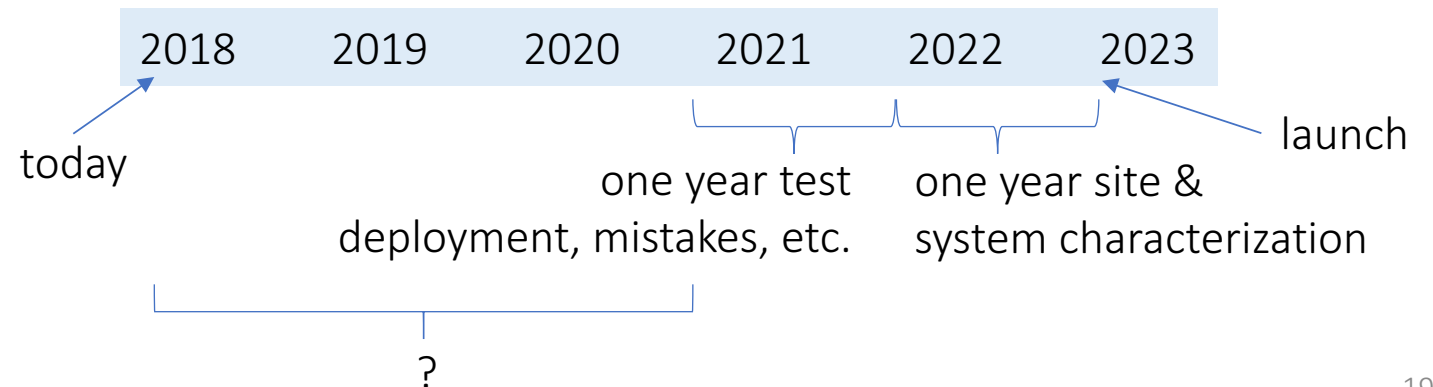 2018 2019 2020 2021 2022 2023
launch
today
one year test
deployment, mistakes, etc.
one year site &
system characterization
?
19